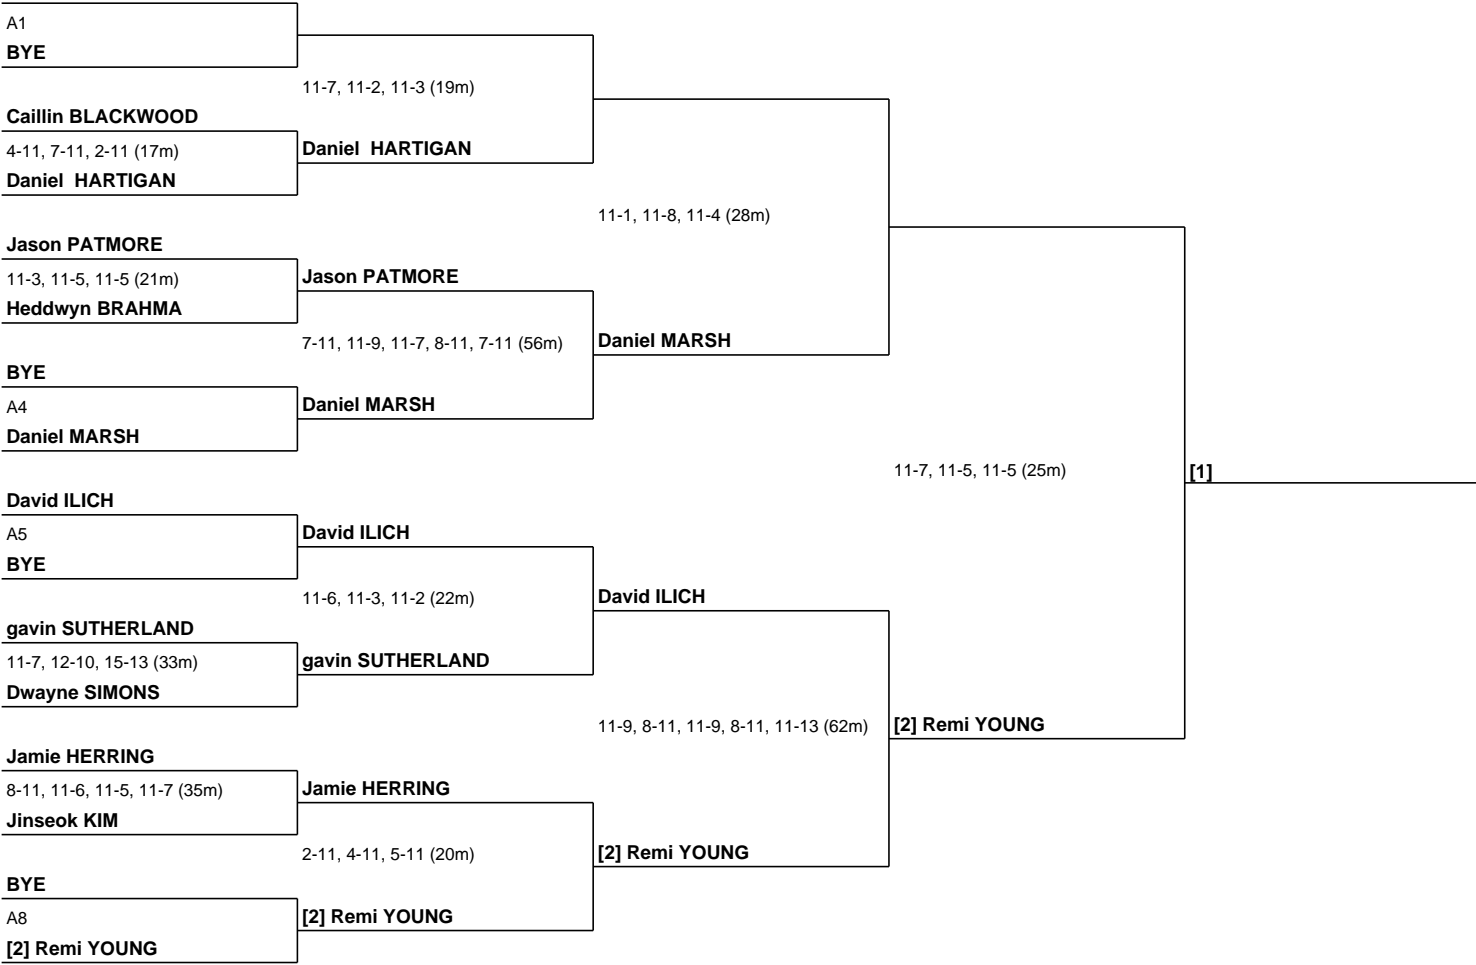 A1
BYE
11-7, 11-2, 11-3 (19m)
Caillin BLACKWOOD
4-11, 7-11, 2-11 (17m)
Daniel HARTIGAN
Daniel HARTIGAN
11-1, 11-8, 11-4 (28m)
Jason PATMORE
11-3, 11-5, 11-5 (21m)
Jason PATMORE
Heddwyn BRAHMA
7-11, 11-9, 11-7, 8-11, 7-11 (56m)
Daniel MARSH
BYE
A4
Daniel MARSH
Daniel MARSH
11-7, 11-5, 11-5 (25m)
[1]
David ILICH
A5
David ILICH
BYE
11-6, 11-3, 11-2 (22m)
David ILICH
gavin SUTHERLAND
11-7, 12-10, 15-13 (33m)
gavin SUTHERLAND
Dwayne SIMONS
11-9, 8-11, 11-9, 8-11, 11-13 (62m)
[2] Remi YOUNG
Jamie HERRING
8-11, 11-6, 11-5, 11-7 (35m)
Jamie HERRING
Jinseok KIM
2-11, 4-11, 5-11 (20m)
[2] Remi YOUNG
BYE
A8
[2] Remi YOUNG
[2] Remi YOUNG